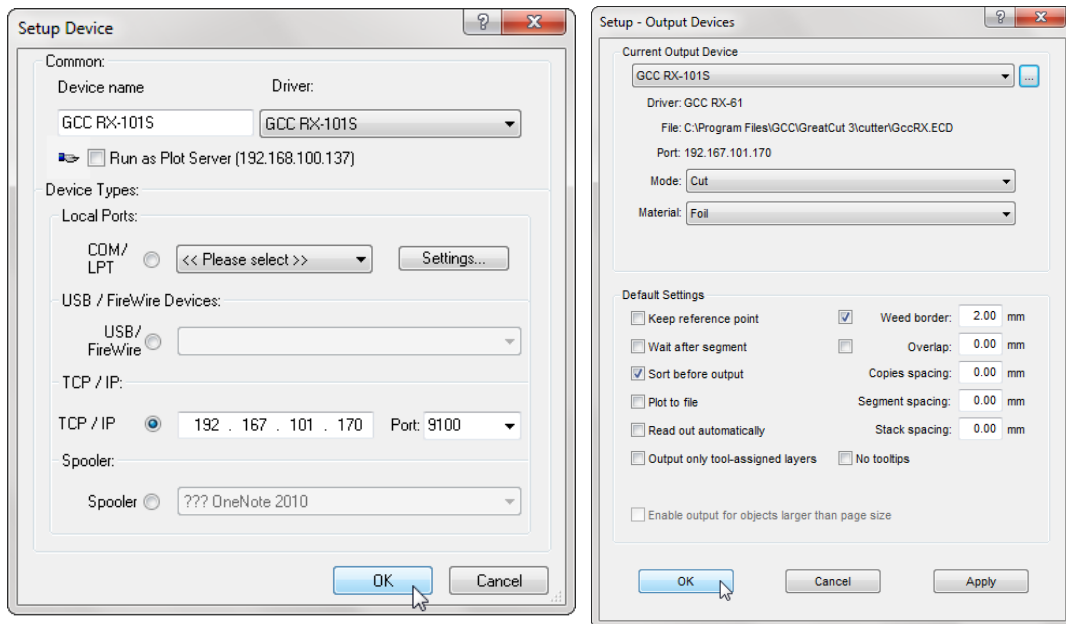 Setup Device
Common:
Device name Driver:
GCC RX-101S GCC RX-101S
Run as Plot Server (192.168.100.137)
Device Types:
Local Ports:
COM/
LPT << Please select >> Settings...
USB / FireWire Devices:
USB/
FireWire
TCP / IP:
TCP / IP 192 . 167 . 101 . 170 Port: 9100
Spooler:
Spooler ??? OneNote 2010
OK Cancel
Setup - Output Devices
Current Output Device
GCC RX-101S ...
Driver: GCC RX-61
File: C:\Program Files\GCC\GreatCut 3\cutter\GccRX.ECD
Port: 192.167.101.170
Mode: Cut
Material: Foil
Default Settings
Keep reference point Weed border: 2.00 mm
Wait after segment Overlap: 0.00 mm
Sort before output Copies spacing: 0.00 mm
Plot to file Segment spacing: 0.00 mm
Read out automatically Stack spacing: 0.00 mm
Output only tool-assigned layers No tooltips
Enable output for objects larger than page size
OK Cancel Apply